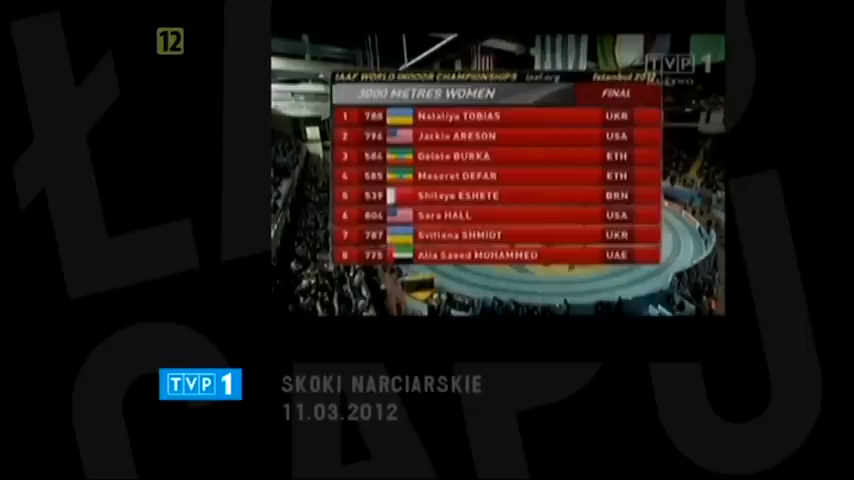 12
TVP 1
IAAF WORLD INDOOR CHAMPIONSHIPS iaaf.org Istanbul 2012
3000 METRES WOMEN FINAL
1 788 Nataliya TOBIAS UKR
2 796 Jackie ARESON USA
3 584 Gelete BURKA ETH
4 585 Meseret DEFAR ETH
5 539 Shitaye ESHETE BRN
6 804 Sara HALL USA
7 787 Svitlana SHMIDT UKR
8 775 Alia Saeed MOHAMMED UAE
TVP 1 SKOKI NARCIARSKIE
11.03.2012